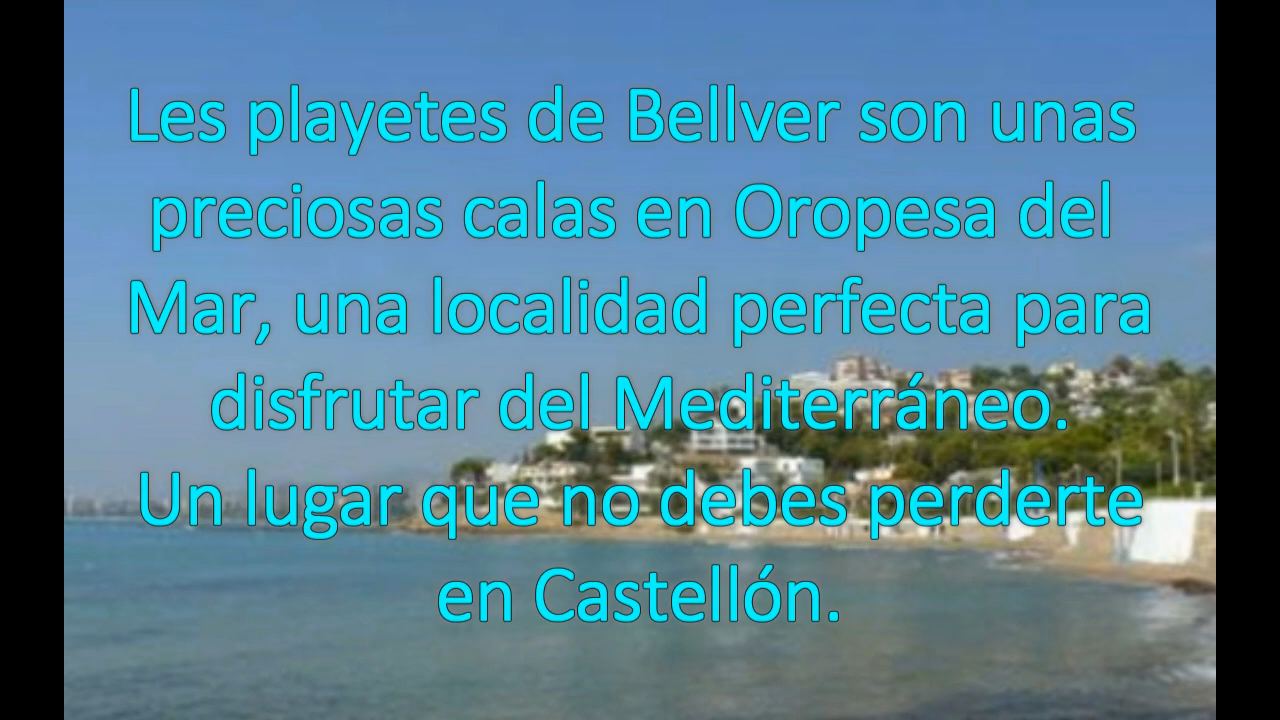 Les playetes de Bellver son unas
preciosas calas en Oropesa del
Mar, una localidad perfecta para
disfrutar del Mediterráneo.
Un lugar que no debes perderte
en Castellón.